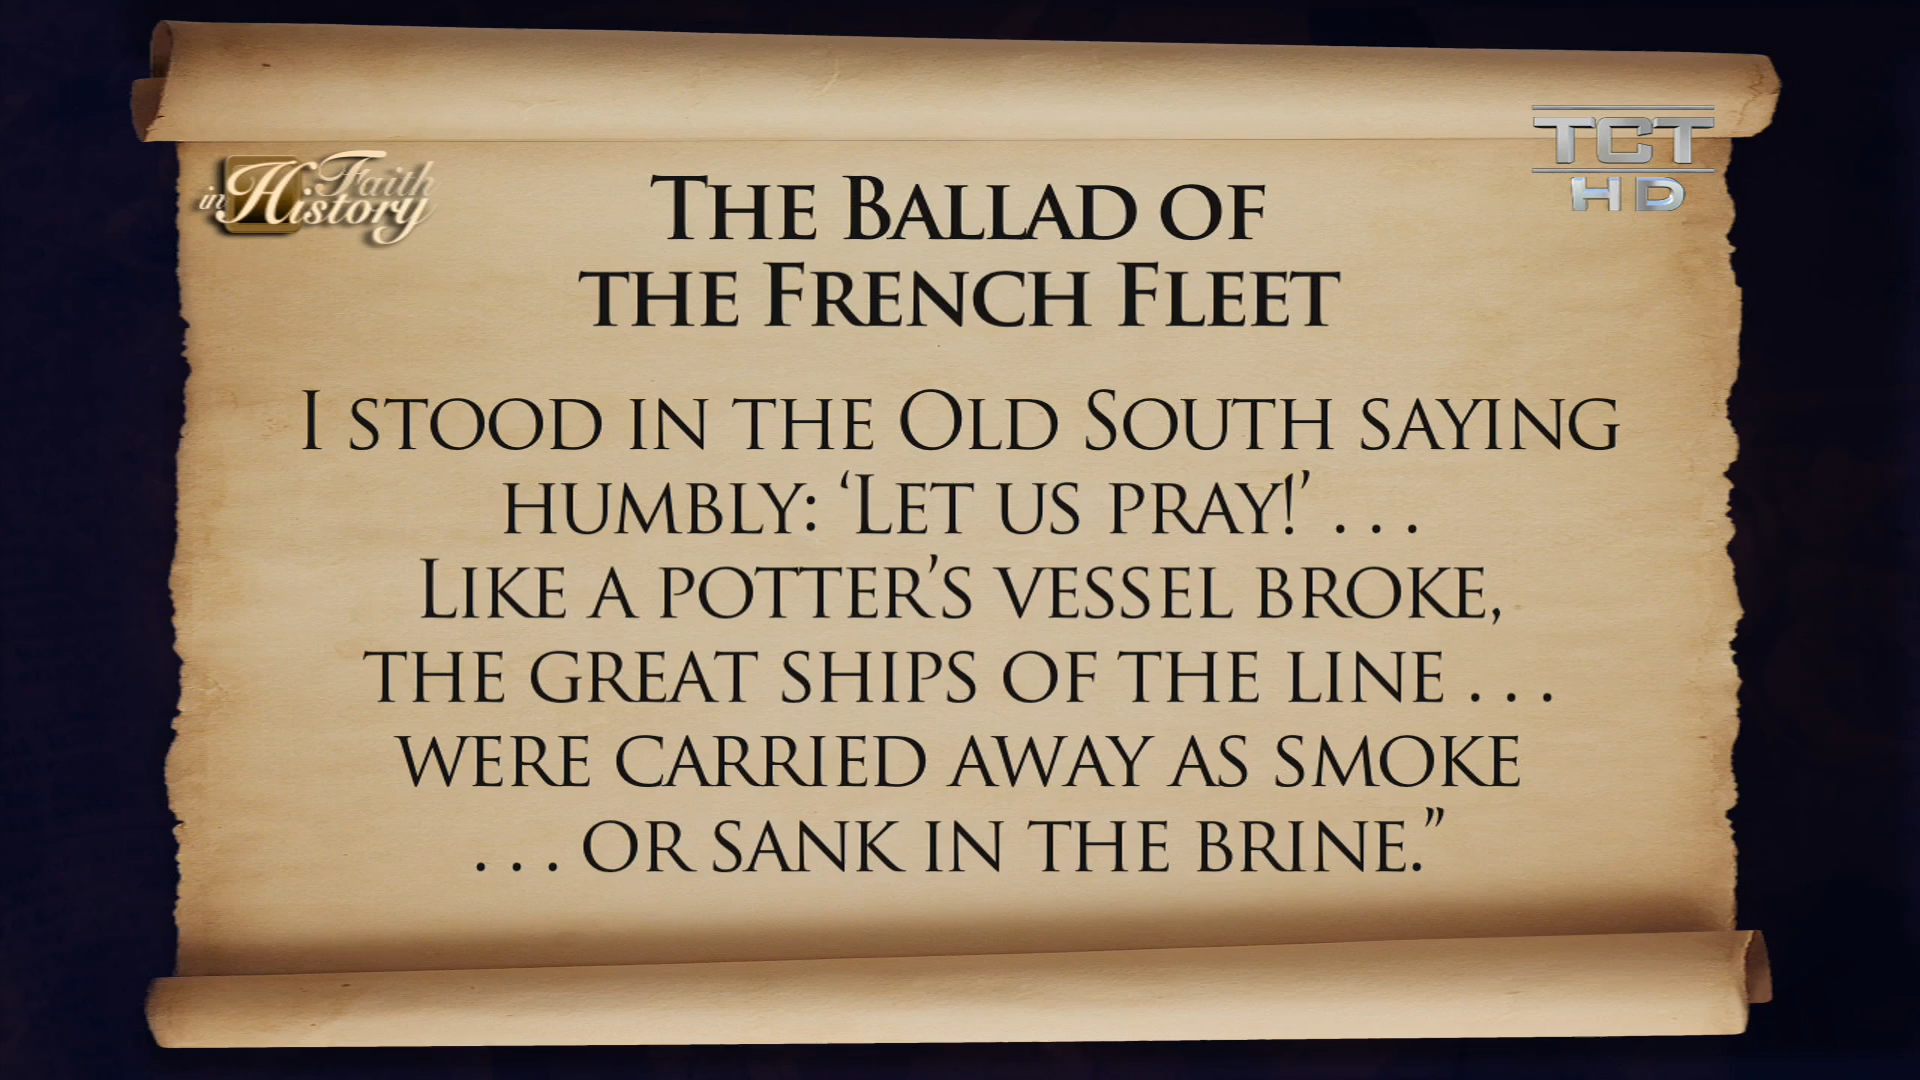 Faith
in History
TCT
HD
THE BALLAD OF
THE FRENCH FLEET
I STOOD IN THE OLD SOUTH SAYING
HUMBLY: ‘LET US PRAY!’ . . .
LIKE A POTTER’S VESSEL BROKE,
THE GREAT SHIPS OF THE LINE . . .
WERE CARRIED AWAY AS SMOKE
. . . OR SANK IN THE BRINE.”